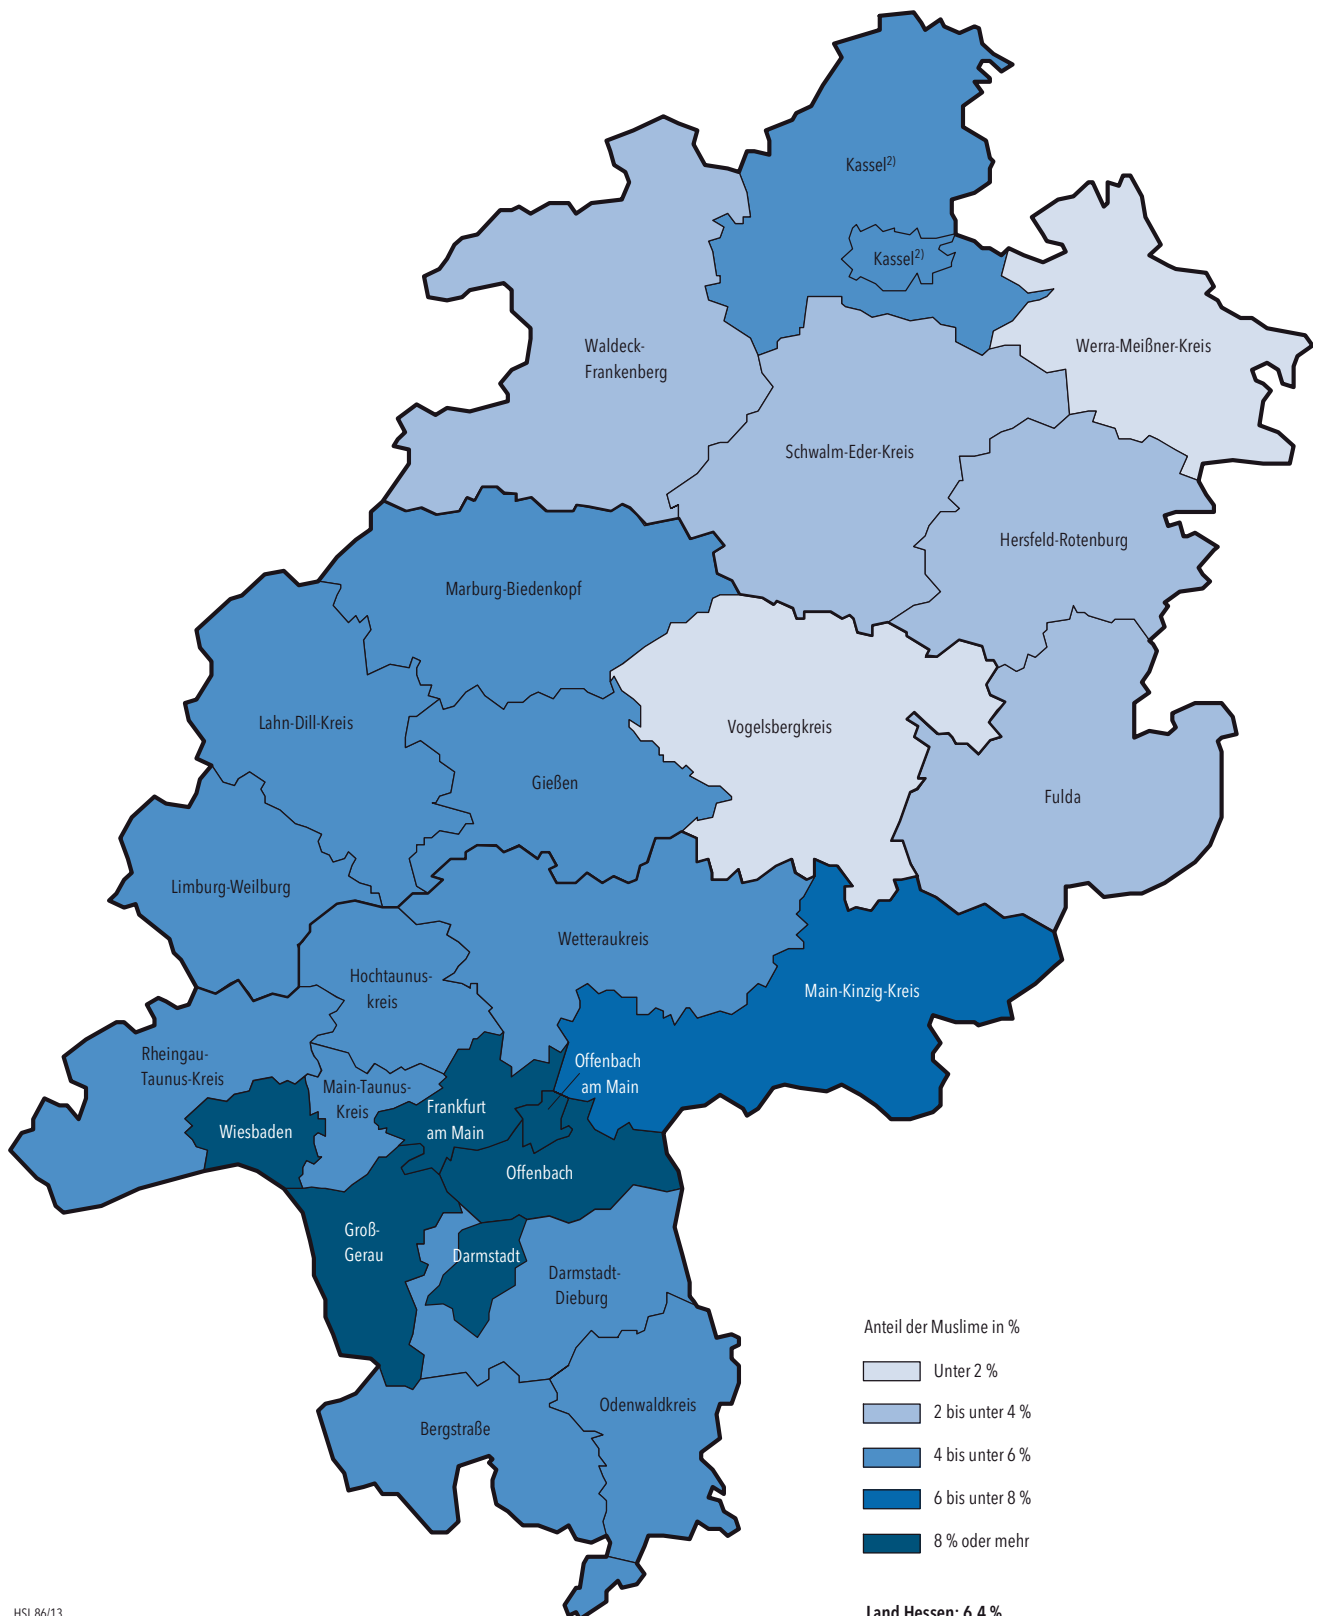 Kassel2)
Kassel2)
Waldeck-
Frankenberg
Werra-Meißner-Kreis
Schwalm-Eder-Kreis
Hersfeld-Rotenburg
Marburg-Biedenkopf
Lahn-Dill-Kreis
Vogelsbergkreis
Gießen
Fulda
Limburg-Weilburg
Wetteraukreis
Hochtaunus-
kreis
Main-Kinzig-Kreis
Rheingau-
Taunus-Kreis
Offenbach
am Main
Main-Taunus-
Kreis
Frankfurt
am Main
Wiesbaden
Offenbach
Groß-
Gerau
Darmstadt
Darmstadt-
Dieburg
Odenwaldkreis
Bergstraße
Anteil der Muslime in %
Unter 2 %
2 bis unter 4 %
4 bis unter 6 %
6 bis unter 8 %
8 % oder mehr
Land Hessen: 6,4 %
HSL 86/13